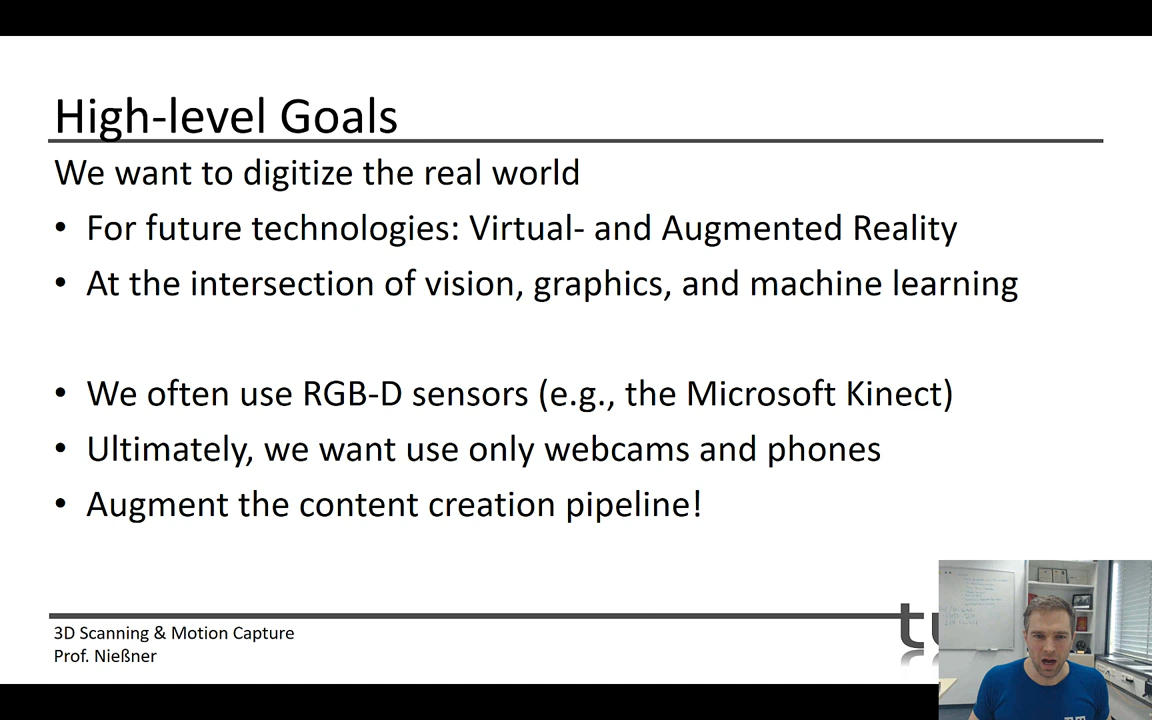 High-level Goals
We want to digitize the real world
• For future technologies: Virtual- and Augmented Reality
• At the intersection of vision, graphics, and machine learning
• We often use RGB-D sensors (e.g., the Microsoft Kinect)
• Ultimately, we want use only webcams and phones
• Augment the content creation pipeline!
3D Scanning & Motion Capture
Prof. Nießner